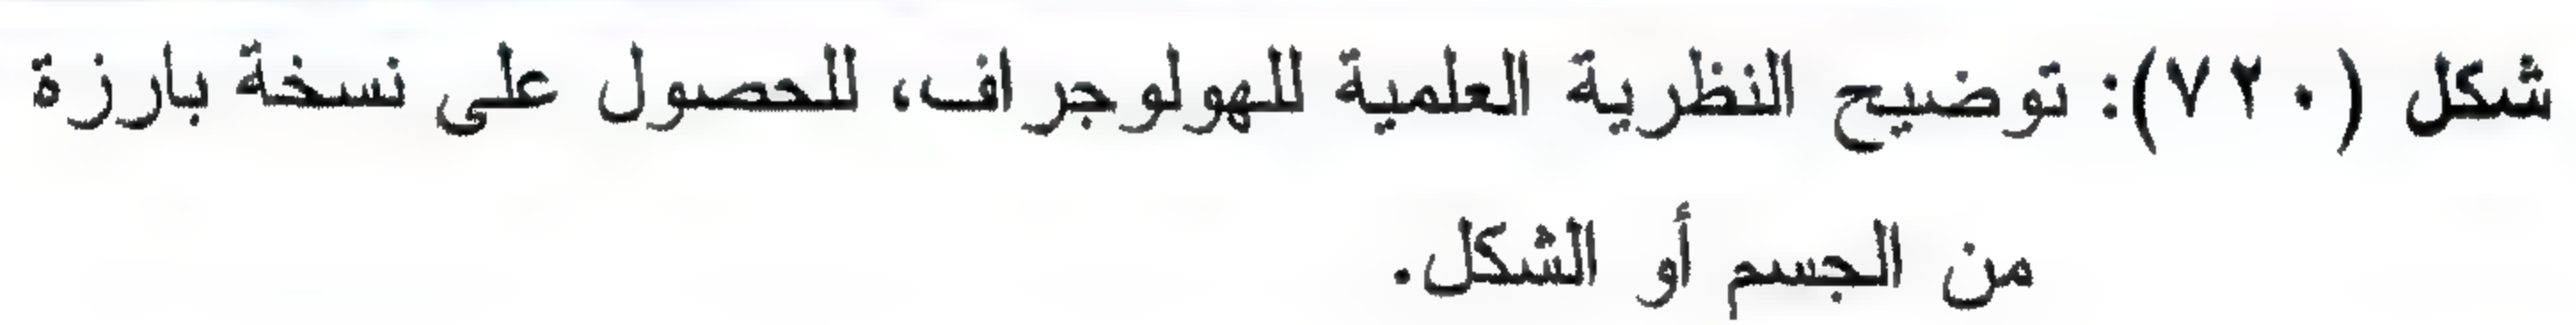 شكل (٧٢٠): توضيح النظرية العلمية للهولوجراف، للحصول على نسخة بارزة
من الجسم أو الشكل.